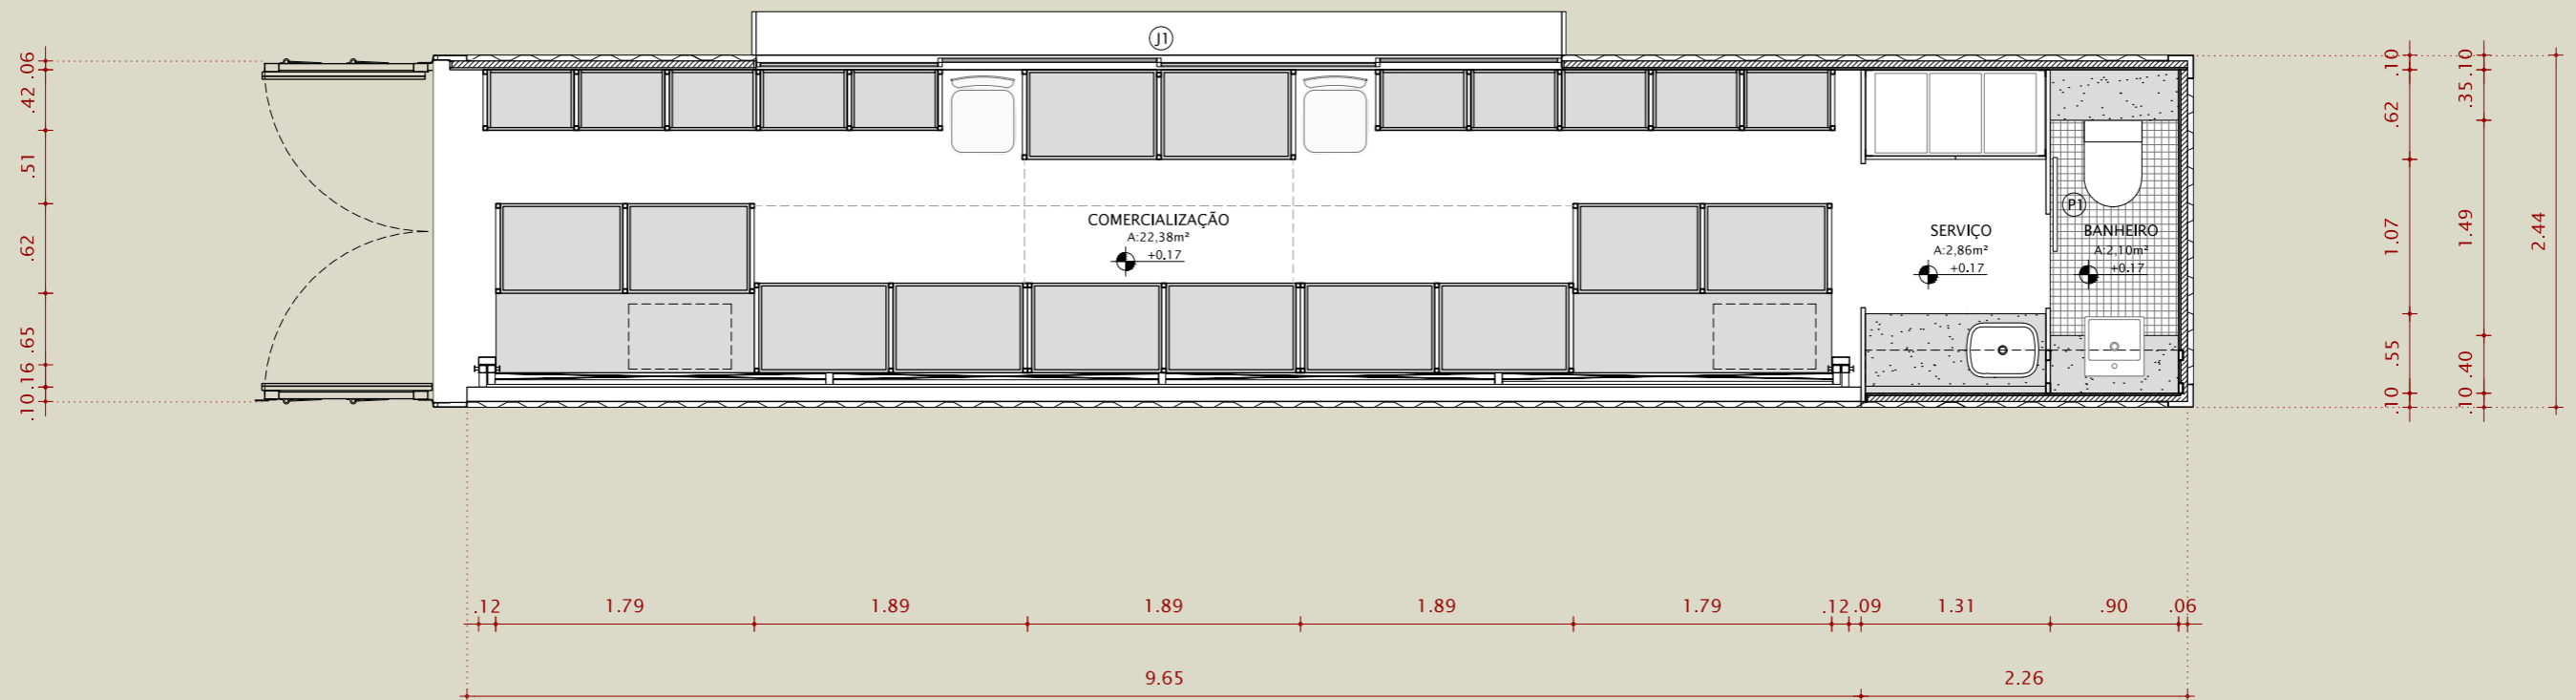 J1
COMERCIALIZAÇÃO
A:22,38m²
+0.17
SERVIÇO
A:2,86m²
+0.17
P1
BANHEIRO
A:2,10m²
+0.17
.06
.42
.51
.62
.65
.16
.10
.10
.62
1.07
.55
.10
.10
.35
1.49
.40
.10
2.44
.12 1.79 1.89 1.89 1.89 1.79 .12 .09 1.31 .90 .06
9.65 2.26